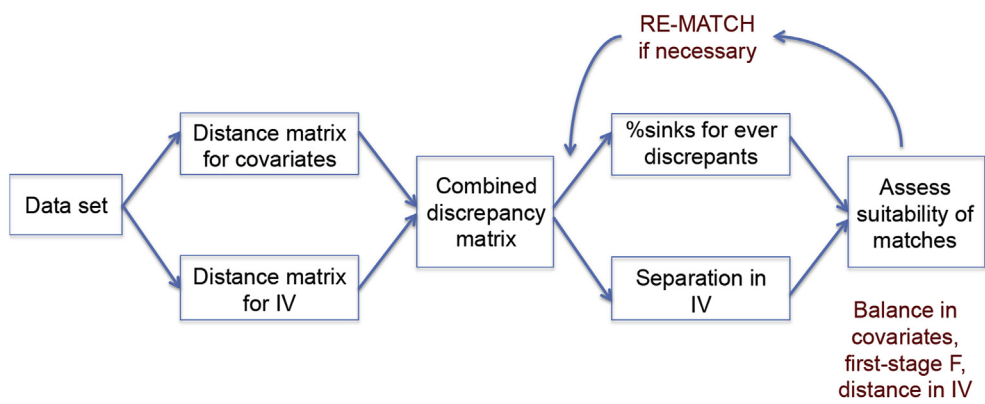 RE-MATCH
if necessary
Distance matrix
for covariates
%sinks for ever
discrepants
Data set
Combined
discrepancy
matrix
Assess
suitability of
matches
Distance matrix
for IV
Separation in
IV
Balance in
covariates,
first-stage F,
distance in IV